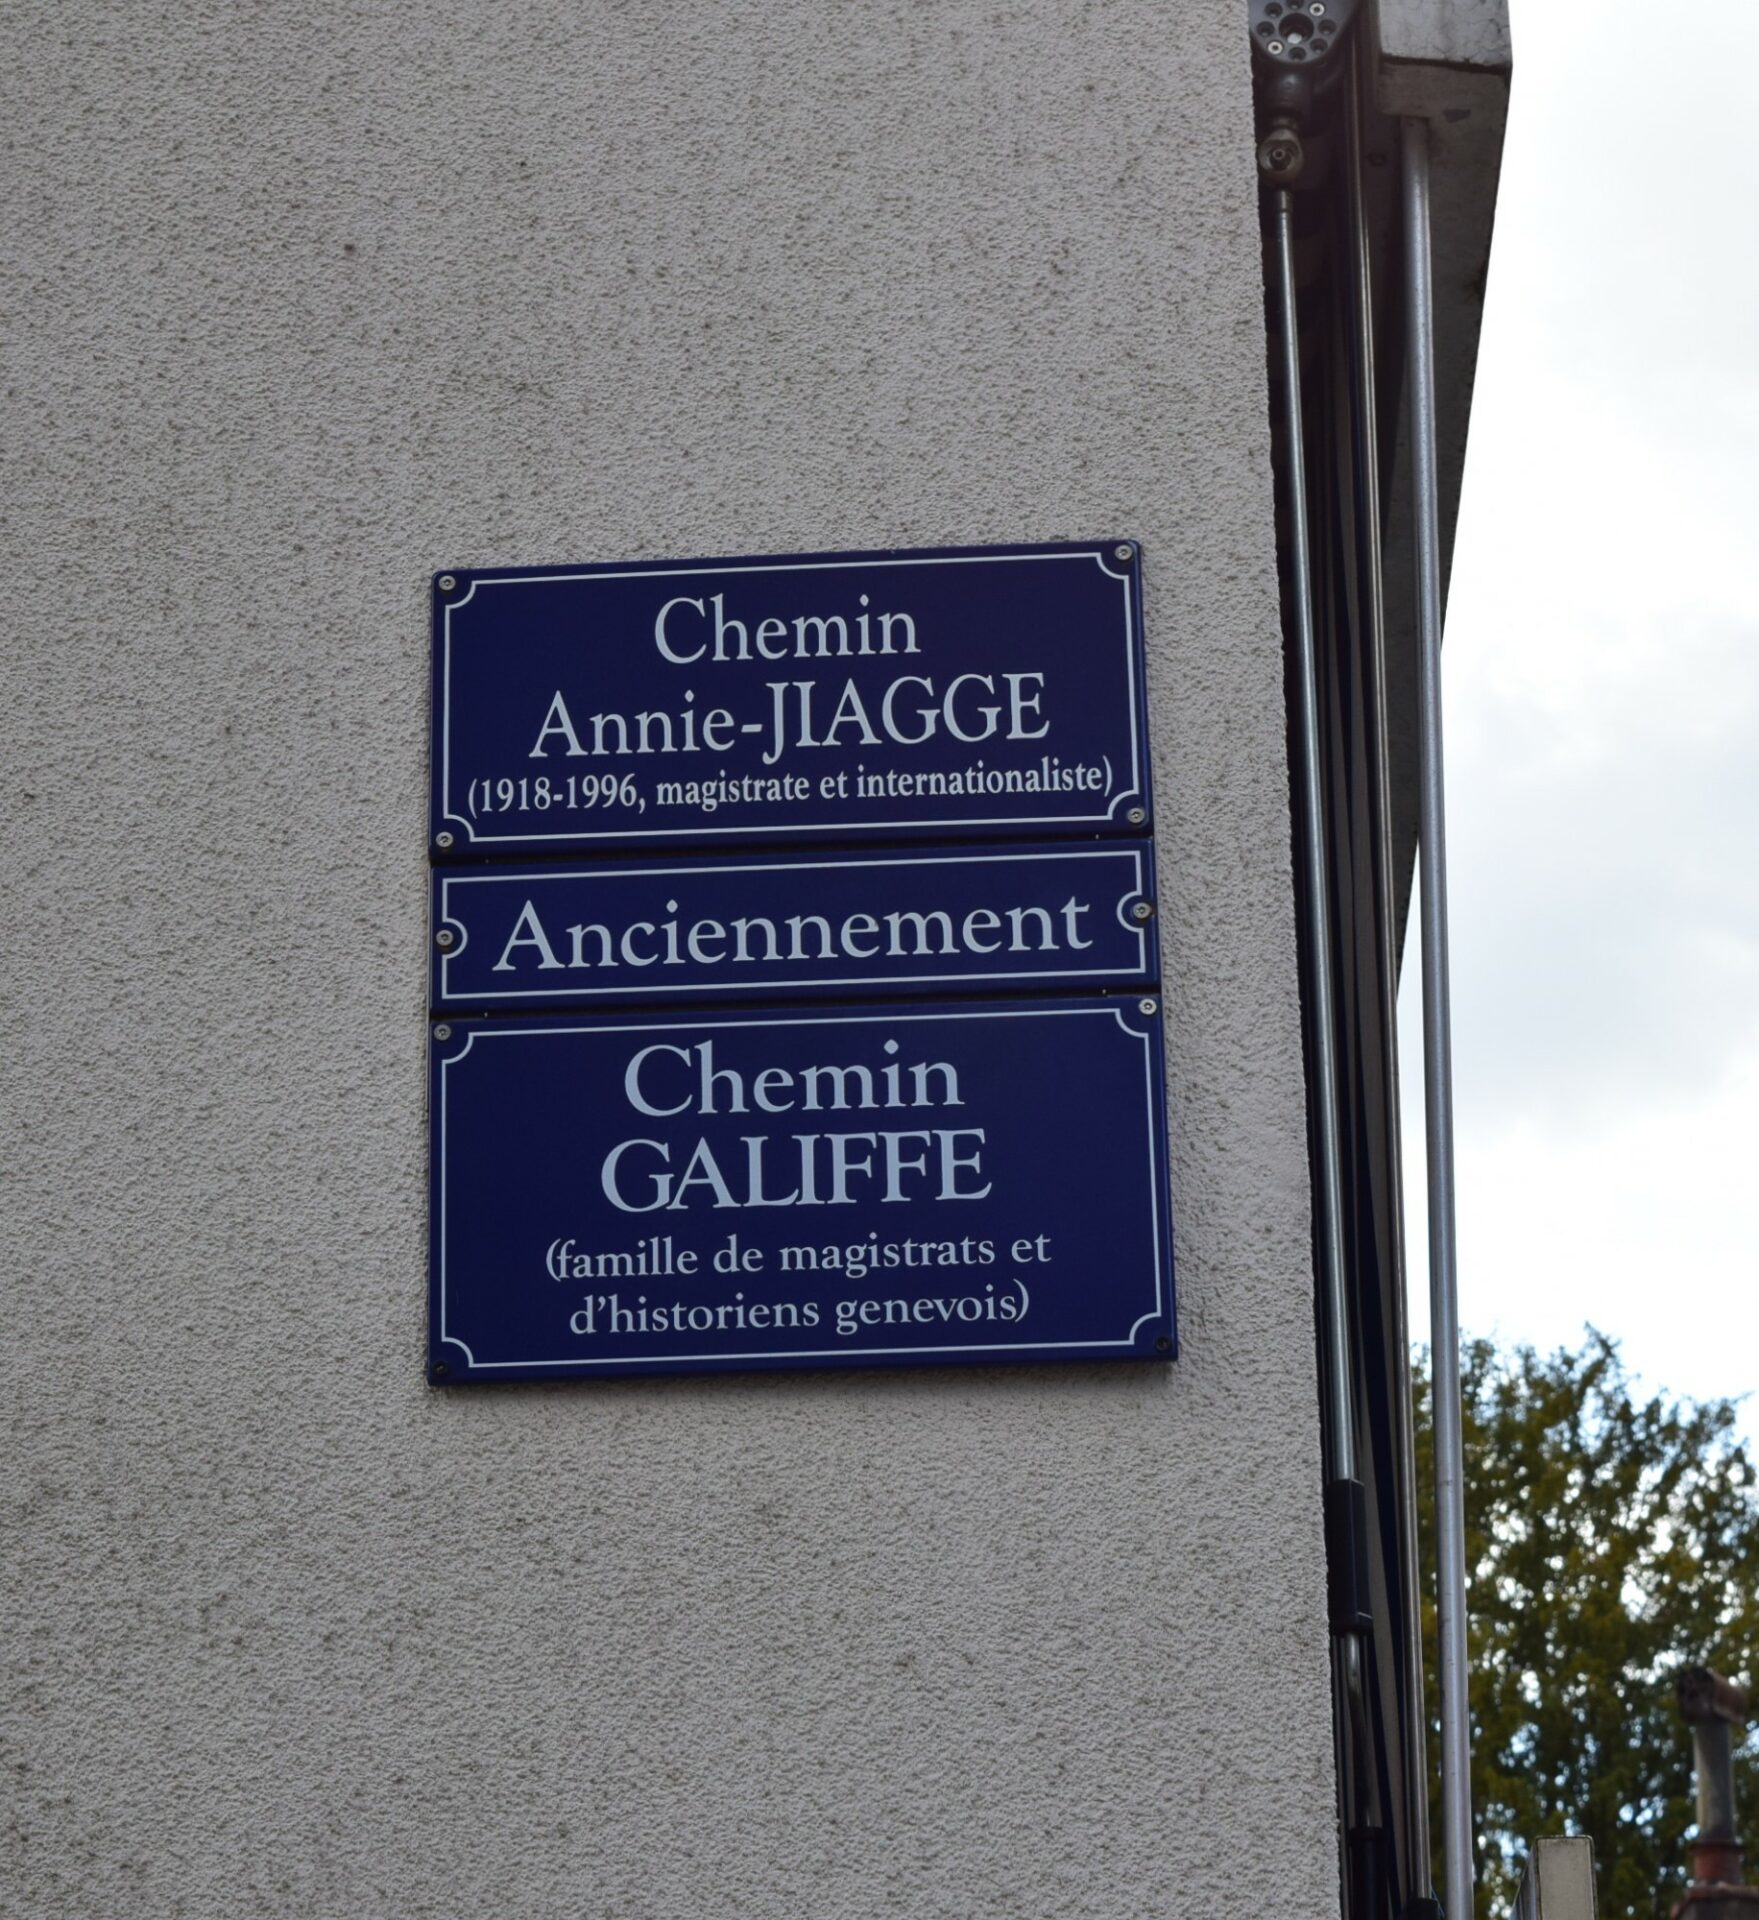 Chemin
Annie-JIAGGE
(1918-1996, magistrate et internationaliste)
Anciennement
Chemin
GALIFFE
(famille de magistrats et
d'historiens genevois)